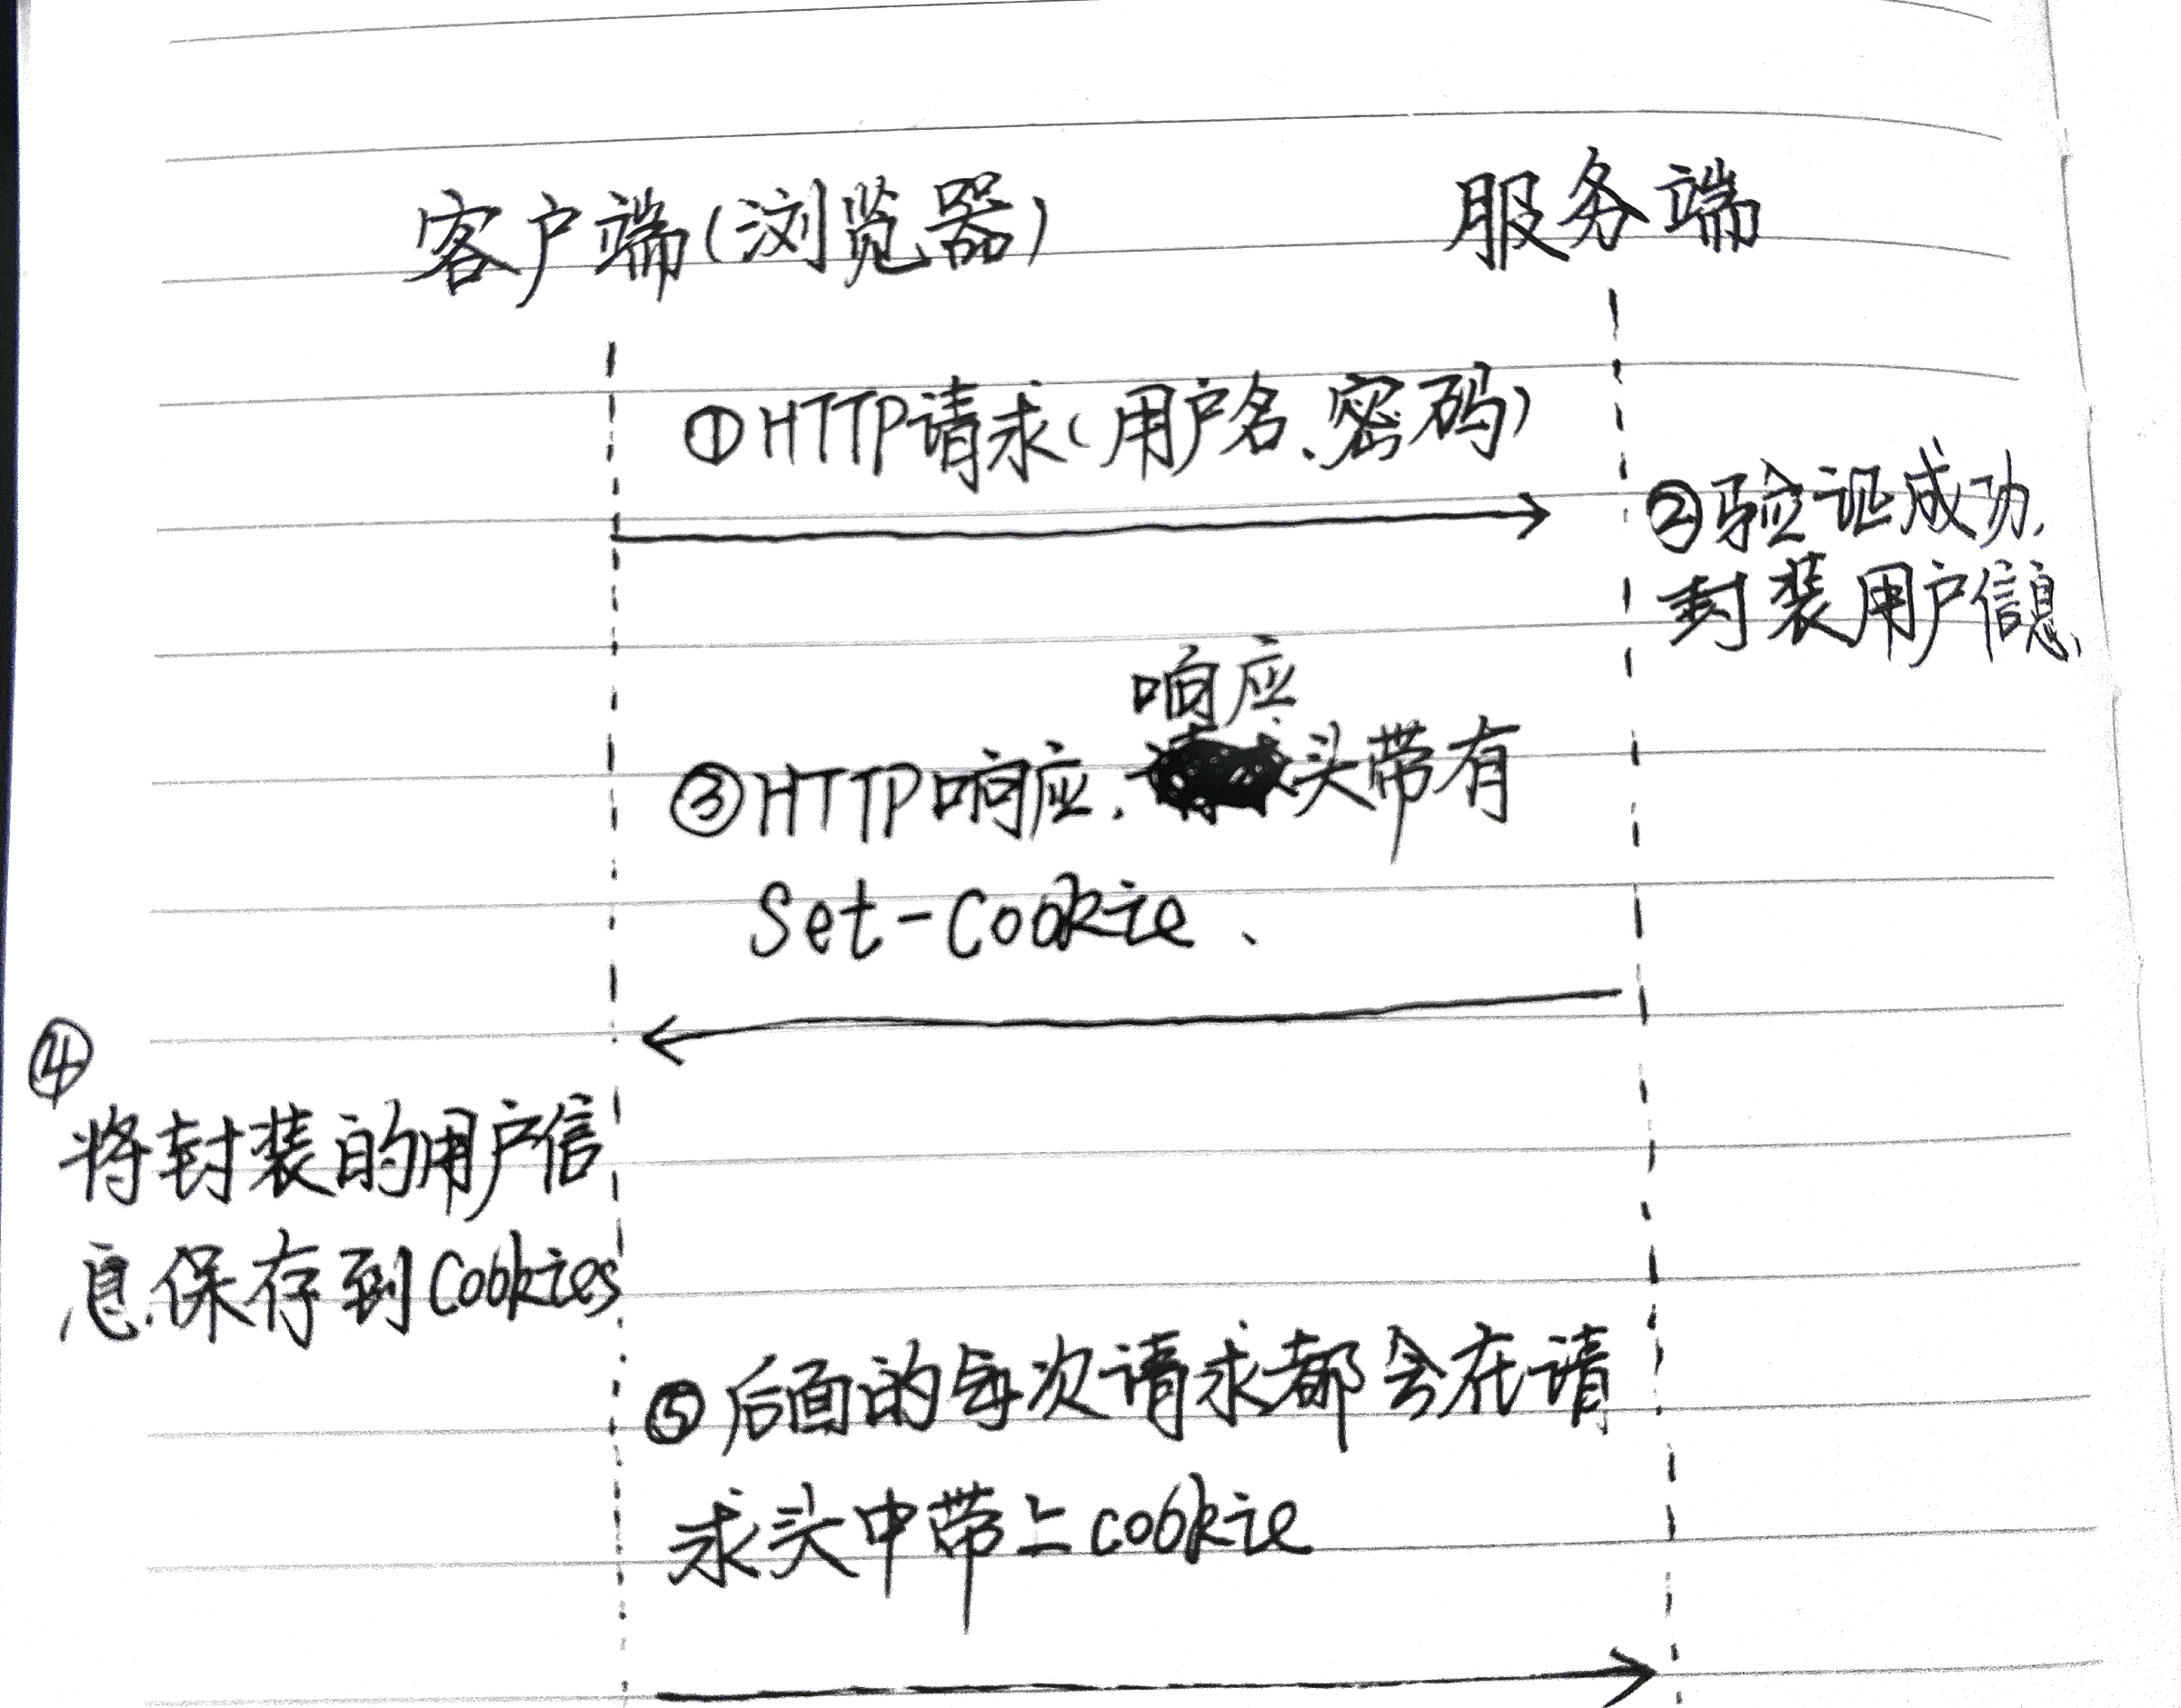 客户端(浏览器)
服务端
①HTTP请求(用户名、密码)
②验证成功,
封装用户信息、
响应
③HTTP响应.头带有
Set-Cookie、
④
将封装的用户信
息保存到Cookies
⑤后面的每次请求都会在请
求头中带上cookie